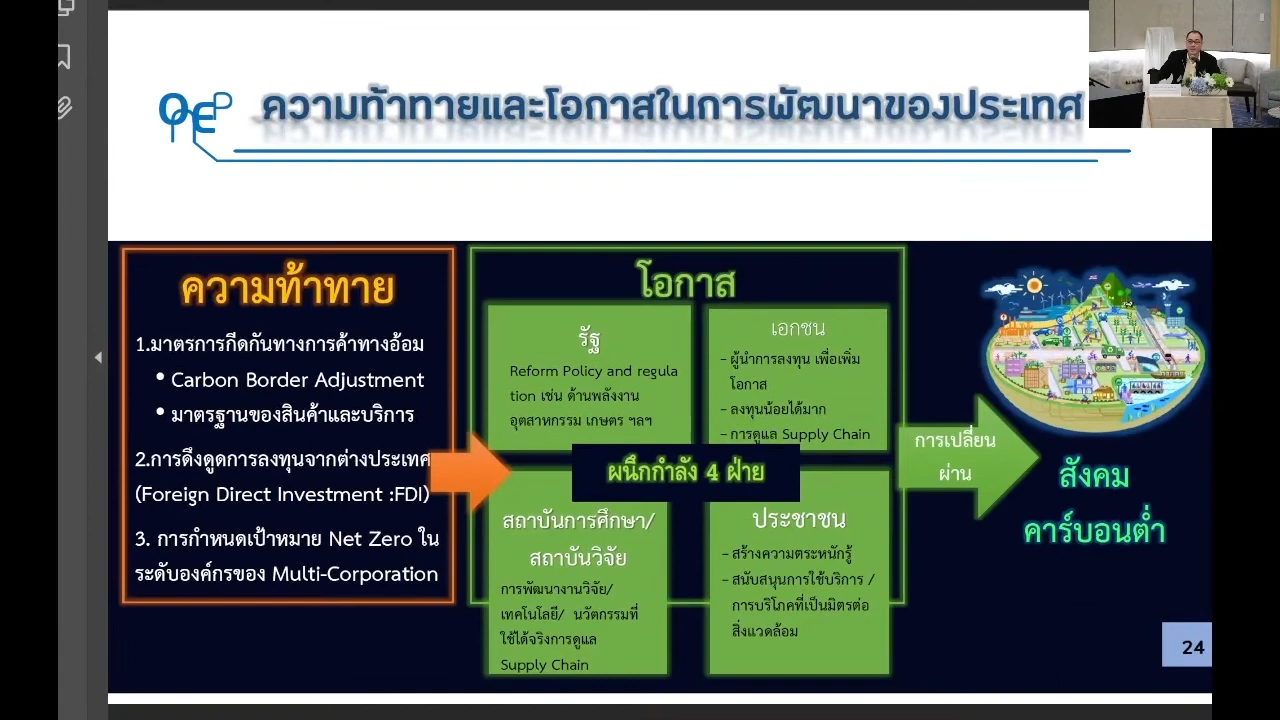 OEP
ความท้าทายและโอกาสในการพัฒนาของประเทศ
ความท้าทาย
1.มาตรการกีดกันทางการค้าทางอ้อม
• Carbon Border Adjustment
• มาตรฐานของสินค้าและบริการ
2.การดึงดูดการลงทุนจากต่างประเทศ
(Foreign Direct Investment :FDI)
3. การกำหนดเป้าหมาย Net Zero ใน
ระดับองค์กรของ Multi-Corporation
โอกาส
รัฐ
Reform Policy and regula
tion เช่น ด้านพลังงาน
อุตสาหกรรม เกษตร ฯลฯ
เอกชน
- ผู้นำการลงทุน เพื่อเพิ่ม
โอกาส
- ลงทุนน้อยได้มาก
- การดูแล Supply Chain
ผนึกกำลัง 4 ฝ่าย
สถาบันการศึกษา/
สถาบันวิจัย
การพัฒนางานวิจัย/
เทคโนโลยี/ นวัตกรรมที่
ใช้ได้จริงการดูแล
Supply Chain
ประชาชน
- สร้างความตระหนักรู้
- สนับสนุนการใช้บริการ /
การบริโภคที่เป็นมิตรต่อ
สิ่งแวดล้อม
การเปลี่ยน
ผ่าน
สังคม
คาร์บอนต่ำ
24